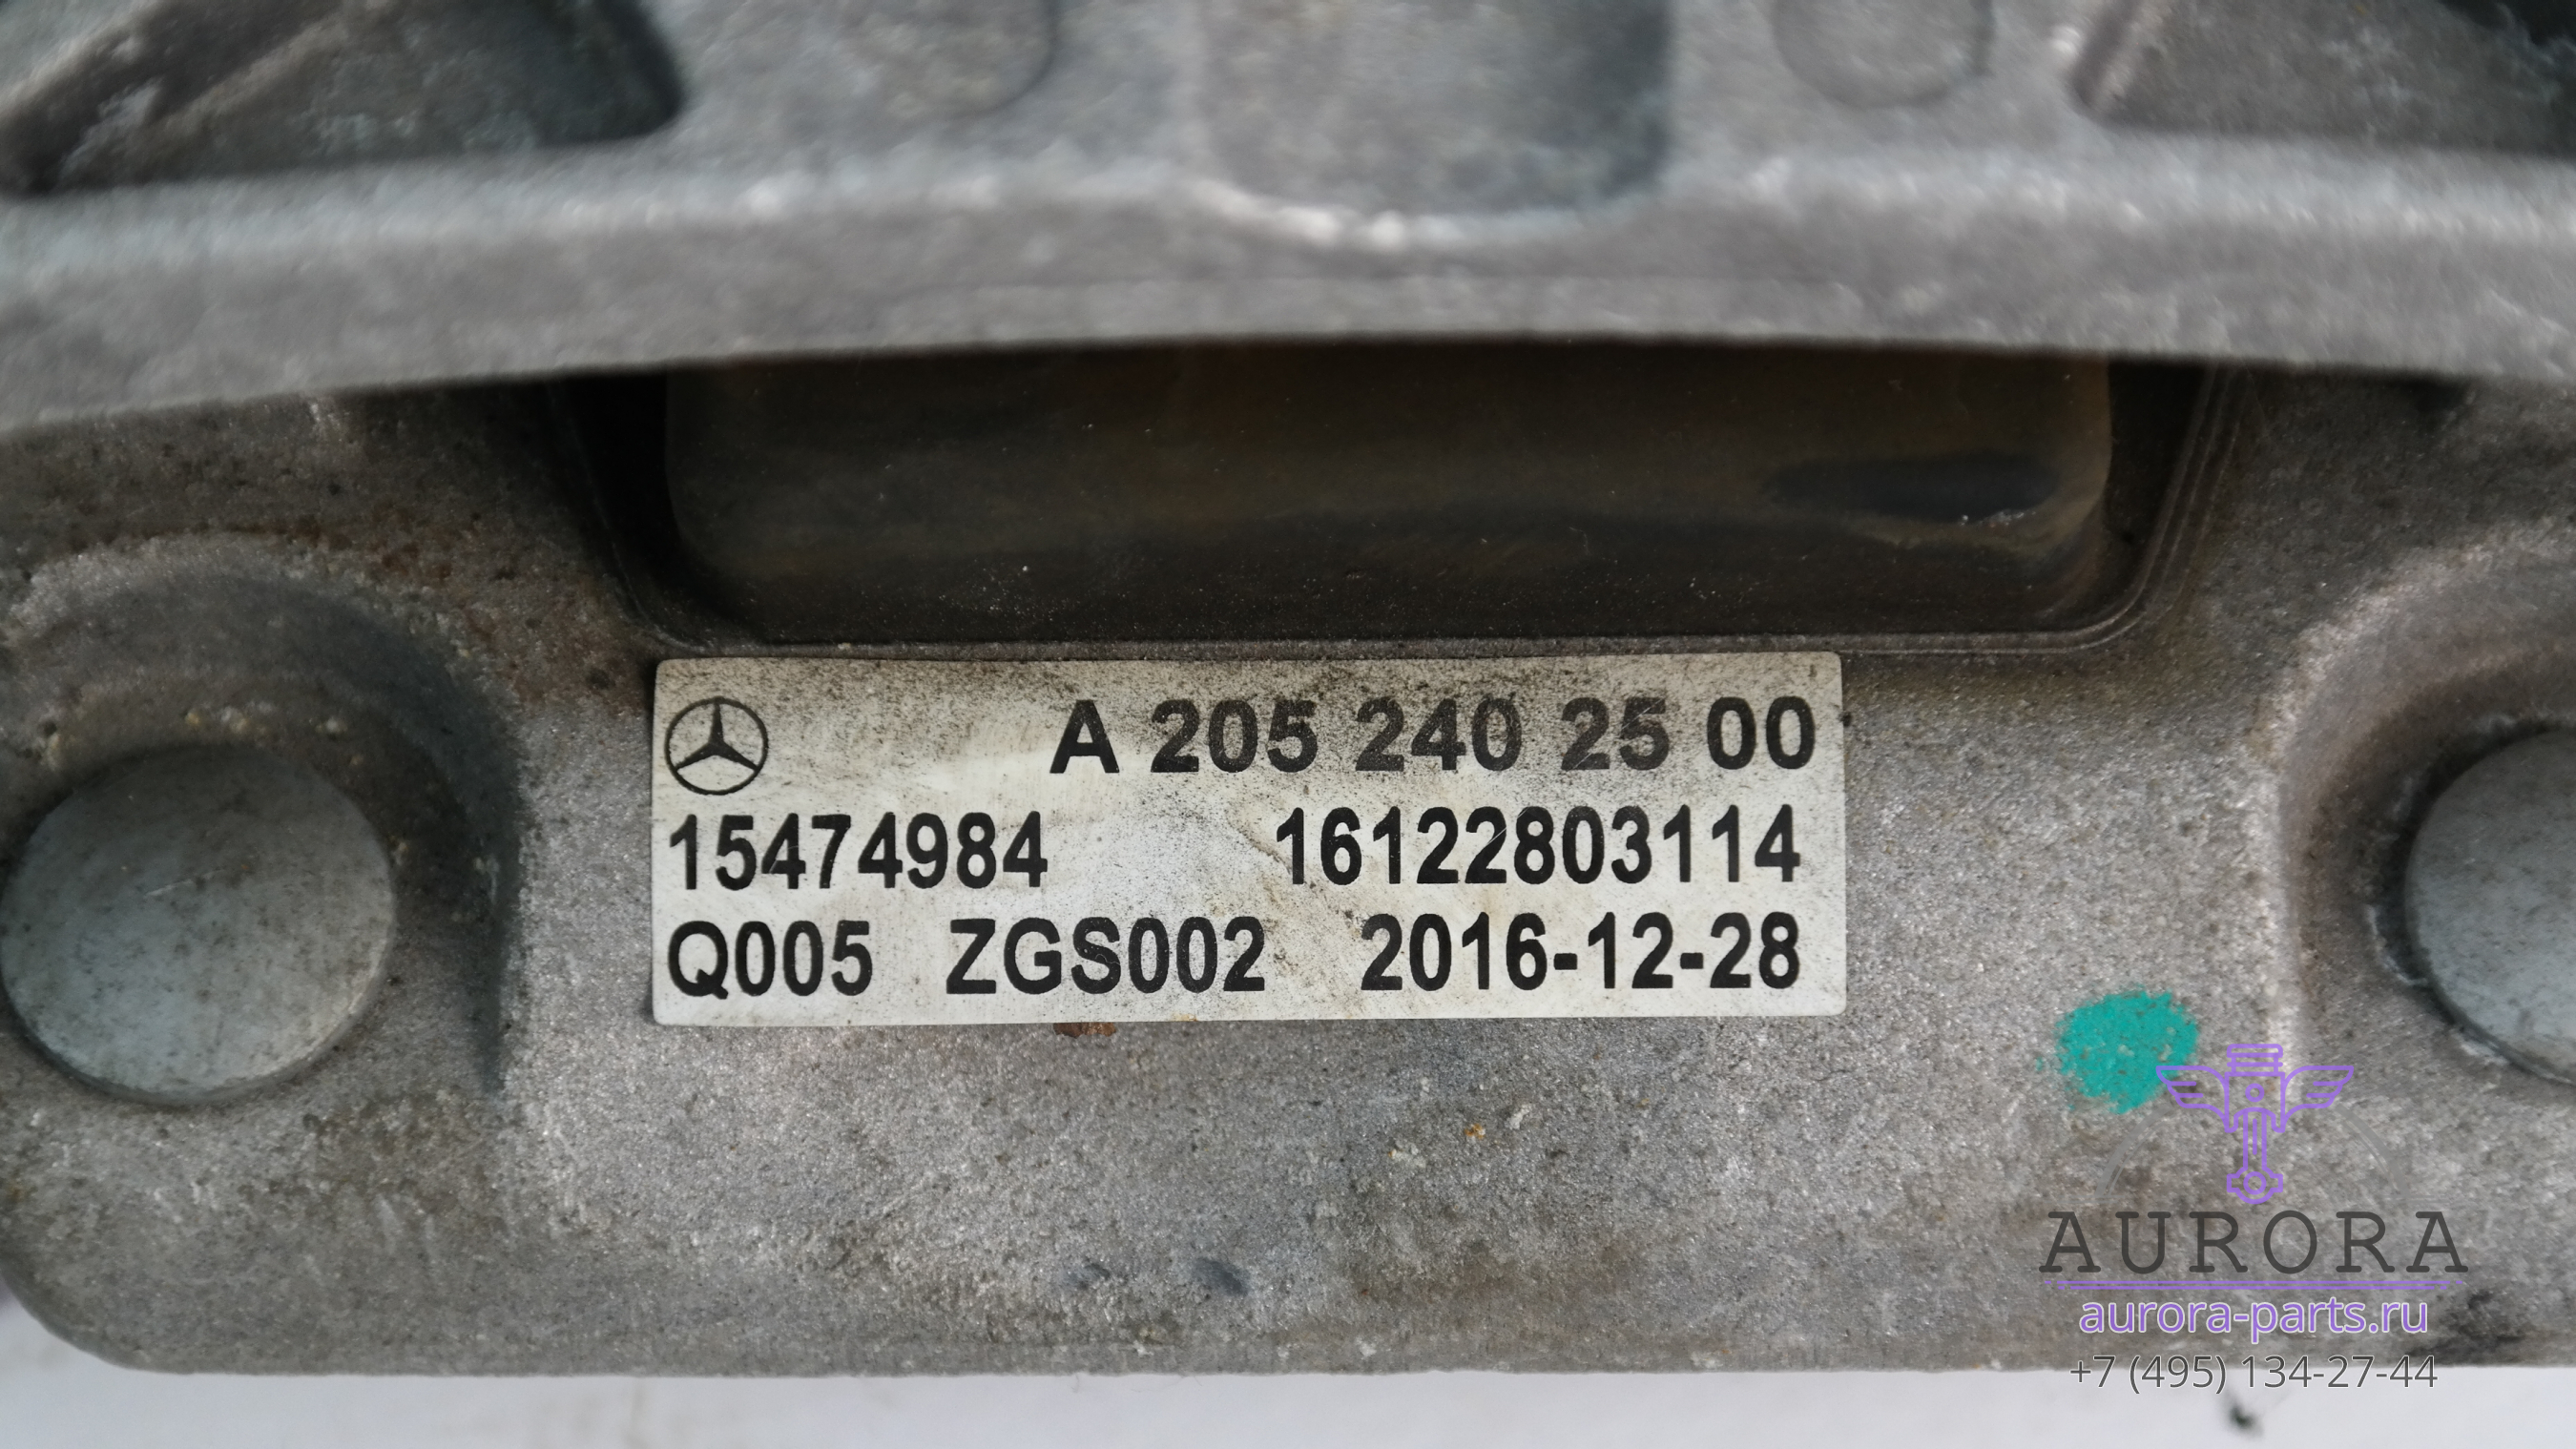 A 205 240 25 00
15474984 16122803114
Q005 ZGS002 2016-12-28
AURORA
aurora-parts.ru
+7 (495) 134-27-44